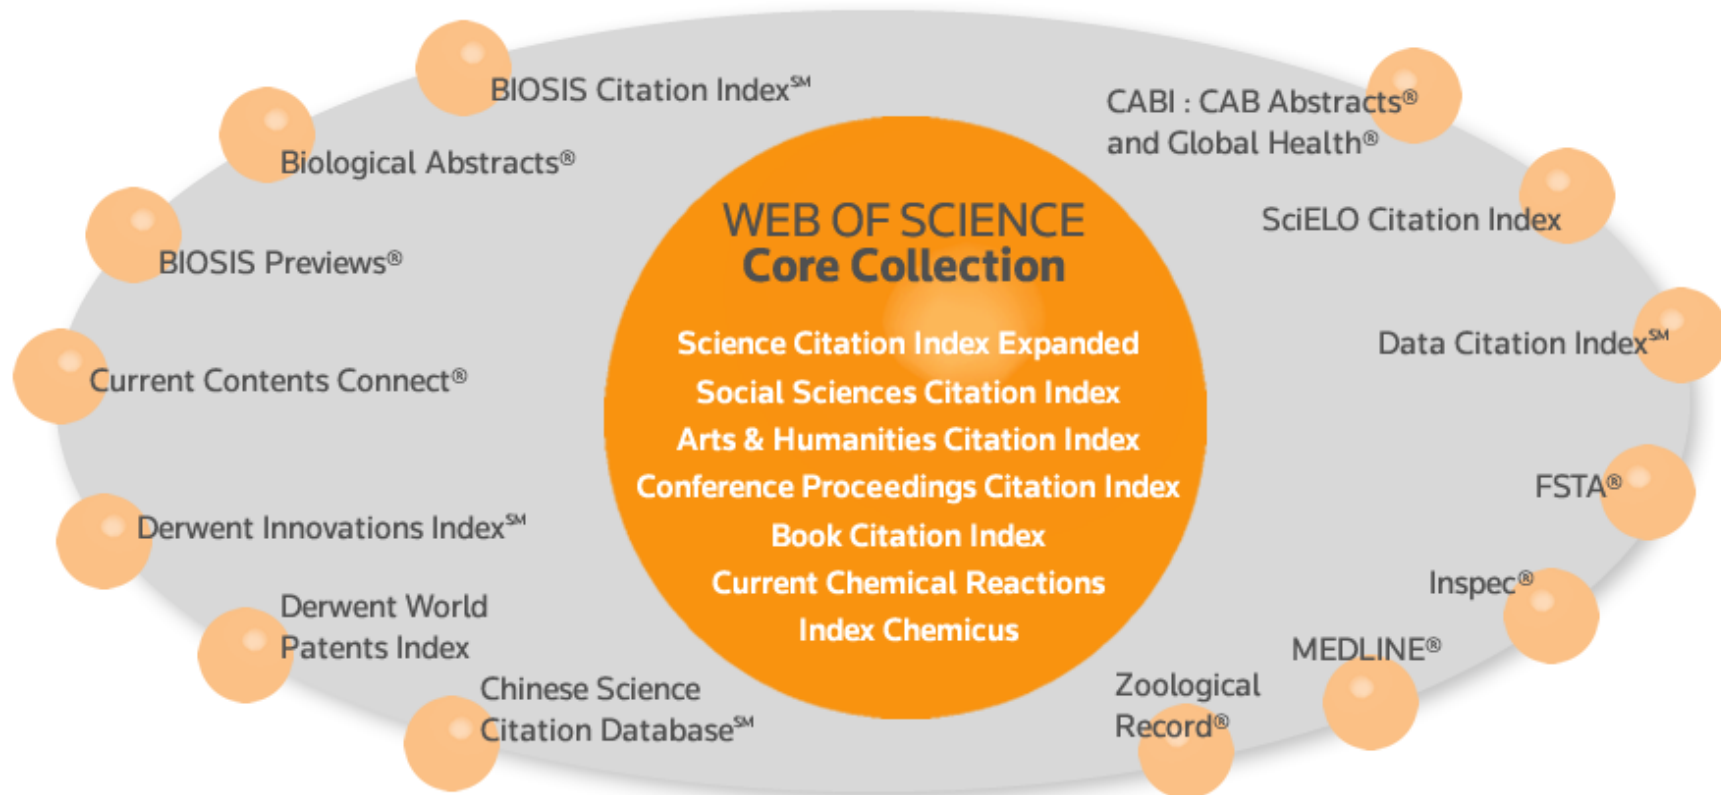 BIOSIS Citation Index℠
Biological Abstracts®
BIOSIS Previews®
Current Contents Connect®
Derwent Innovations Index℠
Derwent World
Patents Index
Chinese Science
Citation Database℠
WEB OF SCIENCE
Core Collection
Science Citation Index Expanded
Social Sciences Citation Index
Arts & Humanities Citation Index
Conference Proceedings Citation Index
Book Citation Index
Current Chemical Reactions
Index Chemicus
CABI : CAB Abstracts®
and Global Health®
SciELO Citation Index
Data Citation Index℠
FSTA®
Inspec®
MEDLINE®
Zoological
Record®